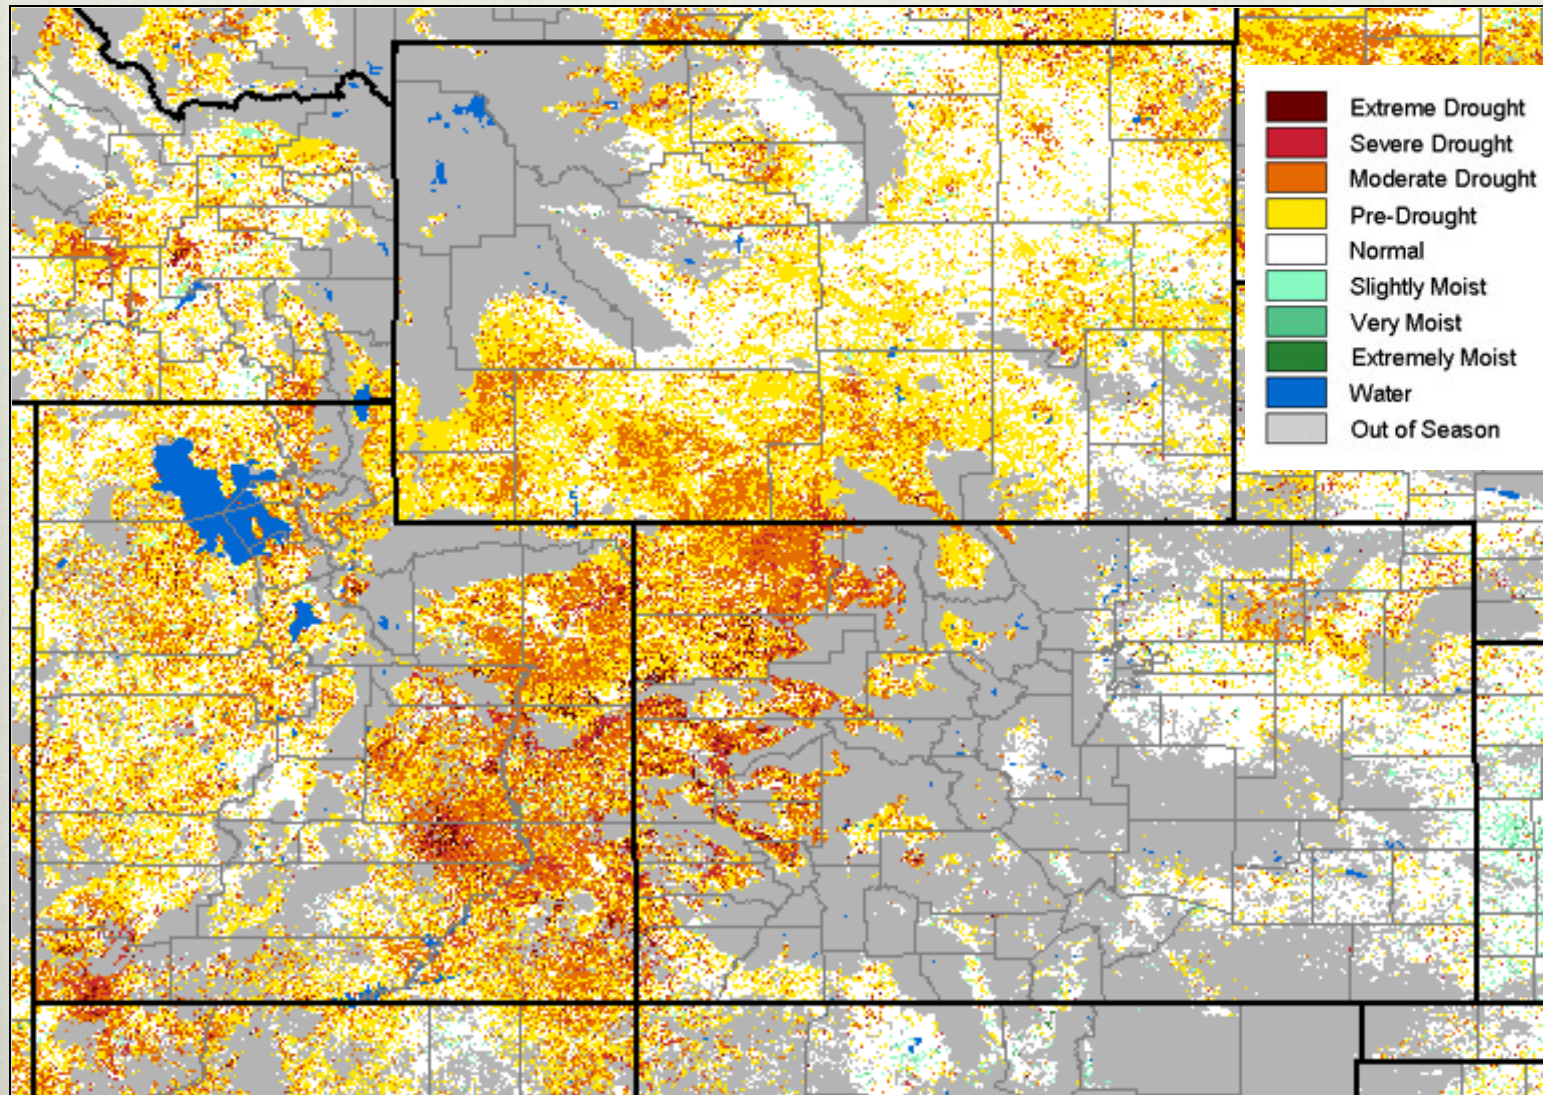 Extreme Drought
Severe Drought
Moderate Drought
Pre-Drought
Normal
Slightly Moist
Very Moist
Extremely Moist
Water
Out of Season